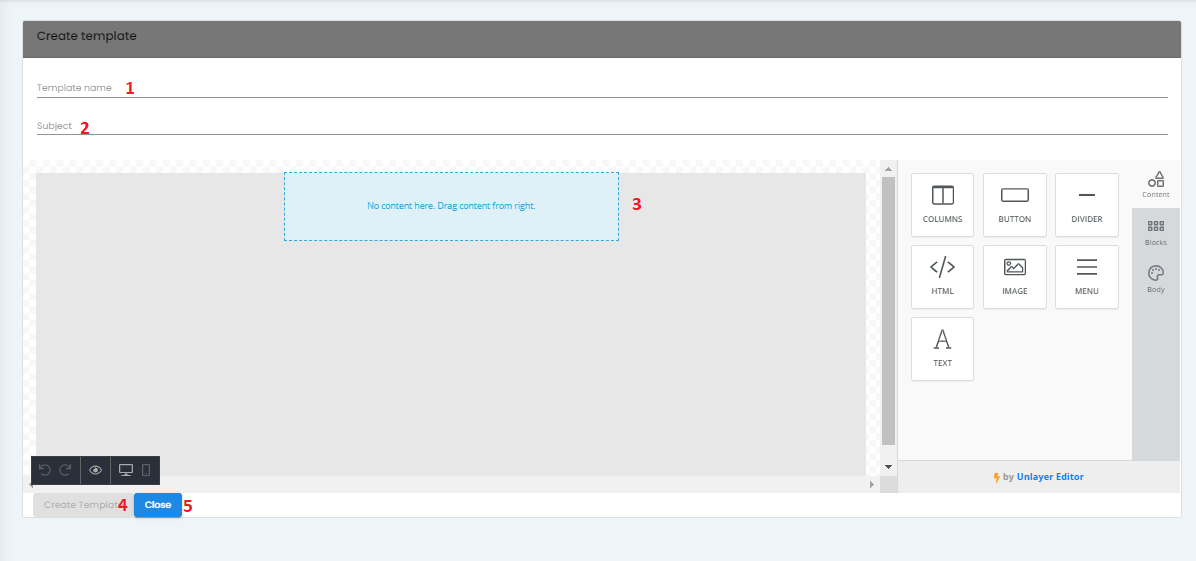 Create template
Template name 1
Subject 2
No content here. Drag content from right. 3
COLUMNS BUTTON DIVIDER
HTML IMAGE MENU
TEXT
Content
Blocks
Body
by Unlayer Editor
Create Template 4 Close 5